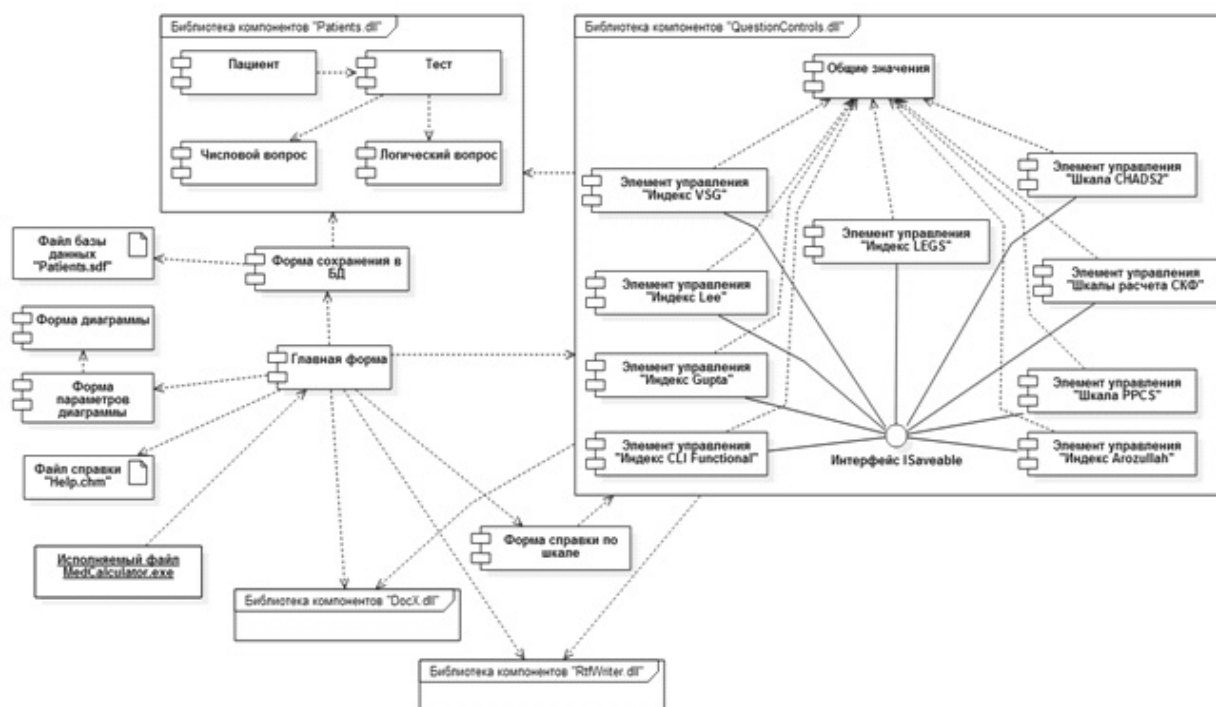 Библиотека компонентов "Patients.dll"
Пациент
Тест
Числовой вопрос
Логический вопрос
Библиотека компонентов "QuestionControls.dll"
Общие значения
Элемент управления
"Индекс VSG"
Элемент управления
"Шкала CHADS2"
Элемент управления
"Индекс LEGS"
Элемент управления
"Индекс Lee"
Элемент управления
"Шкалы расчета СКФ"
Элемент управления
"Индекс Gupta"
Элемент управления
"Шкала PPCS"
Элемент управления
"Индекс CLI Functional"
Интерфейс ISaveable
Элемент управления
"Индекс Arozullah"
Файл базы
данных
"Patients.sdf"
Форма сохранения в
БД
Форма диаграммы
Главная форма
Форма
параметров
диаграммы
Файл справки
"Help.chm"
Форма справки по
шкале
Исполняемый файл
MedCalculator.exe
Библиотека компонентов "DocX.dll"
Библиотека компонентов "RtfWriter.dll"